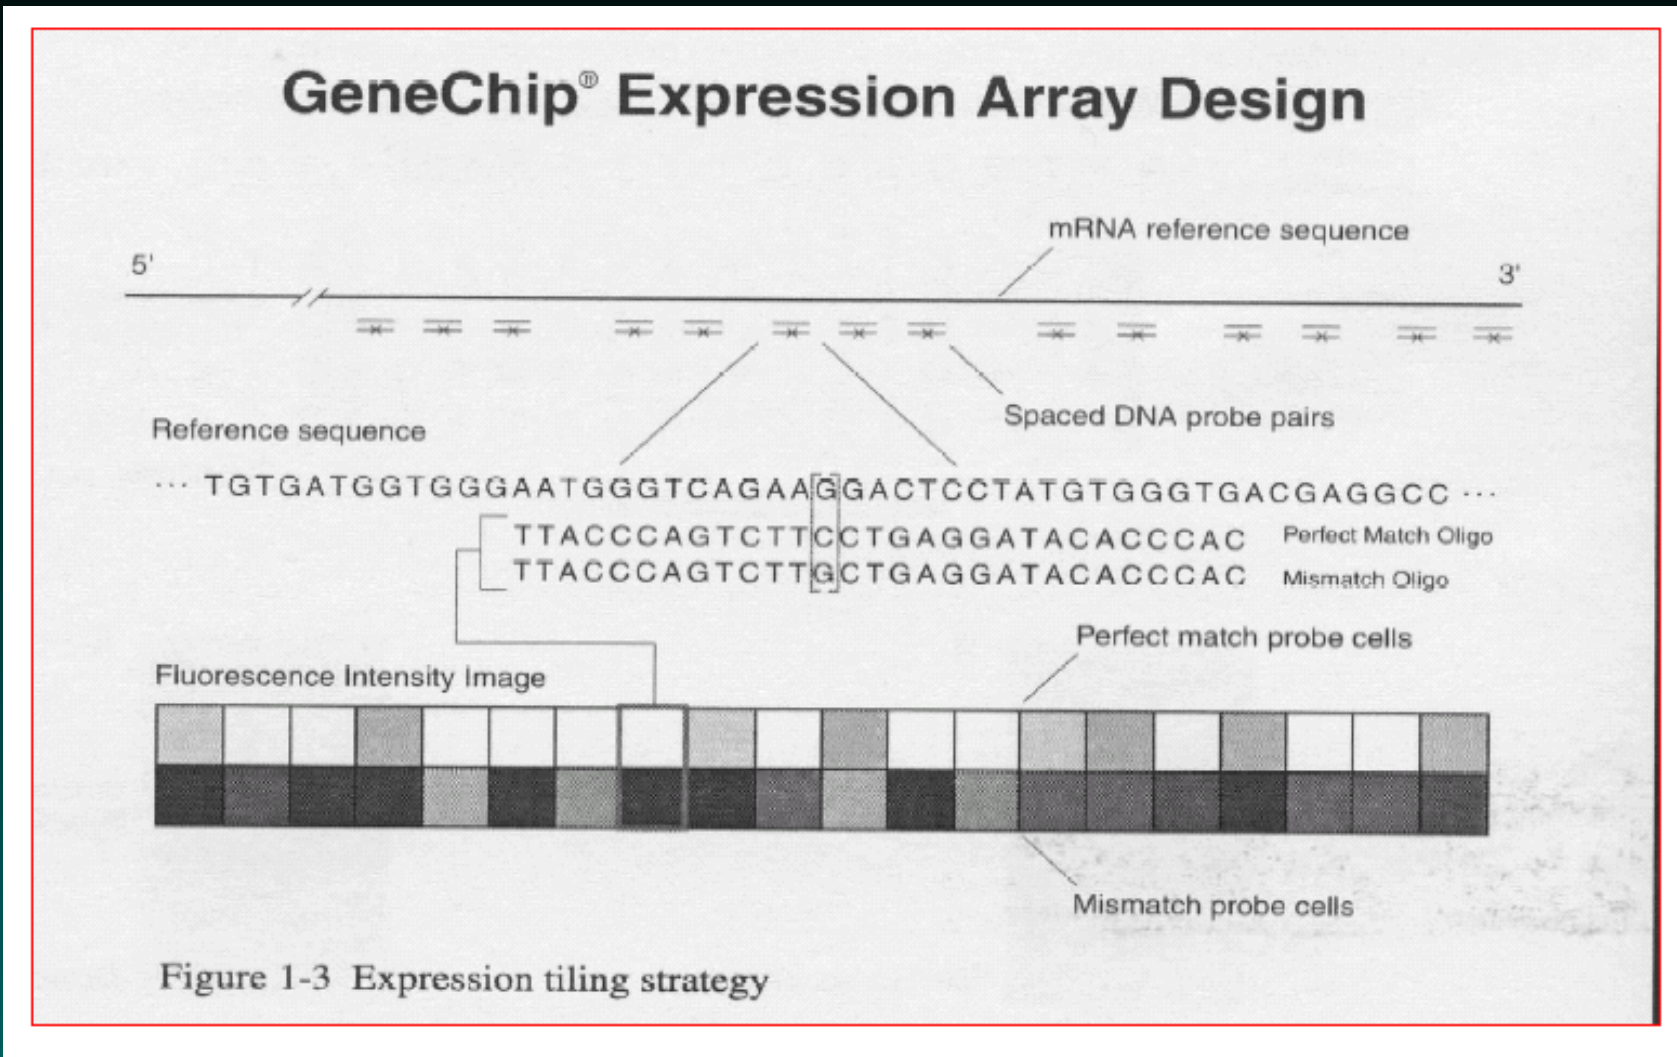 GeneChip® Expression Array Design
mRNA reference sequence
5'
3'
Spaced DNA probe pairs
Reference sequence
··· TGTGATGGTGGGAATGGGTCAGAAGGACTCCTATGTGGGTGACGAGGCC ···
TTACCCAGTCTTCCTGAGGATACACCCAC Perfect Match Oligo
TTACCCAGTCTTGCTGAGGATACACCCAC Mismatch Oligo
Perfect match probe cells
Fluorescence Intensity Image
Mismatch probe cells
Figure 1-3 Expression tiling strategy